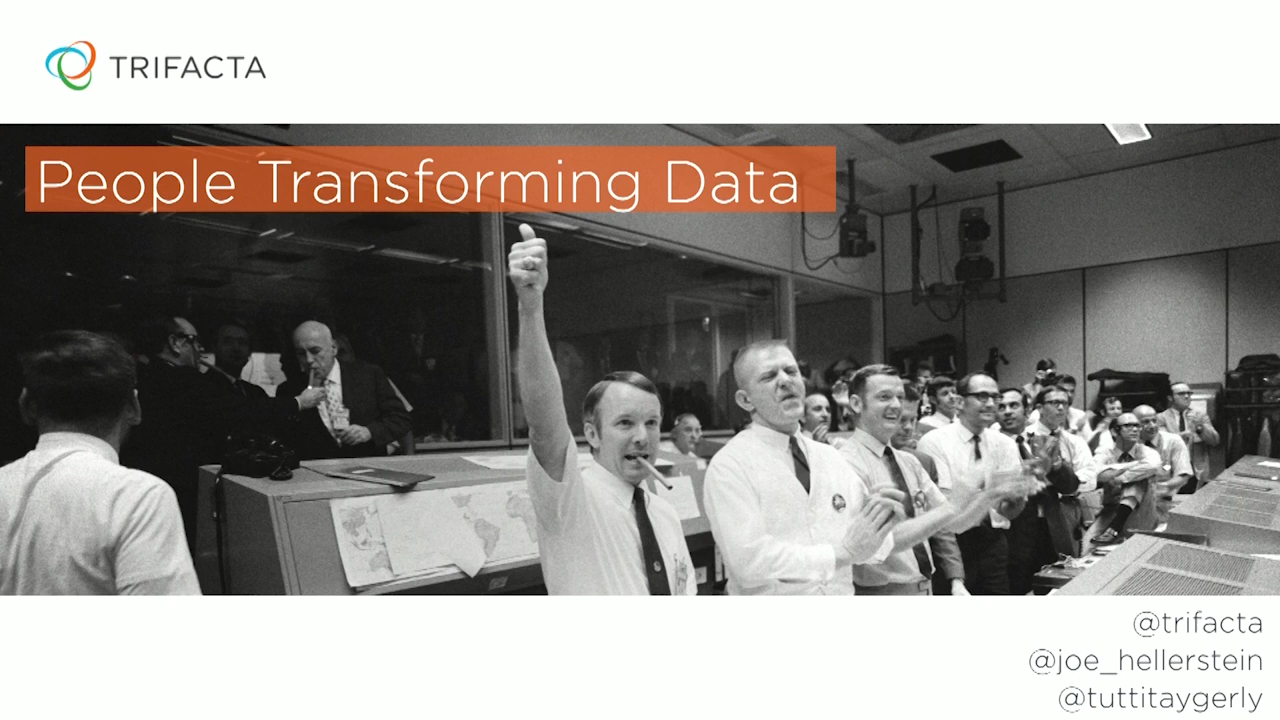 TRIFACTA
People Transforming Data
@trifacta
@joe_hellerstein
@tuttitaygerly